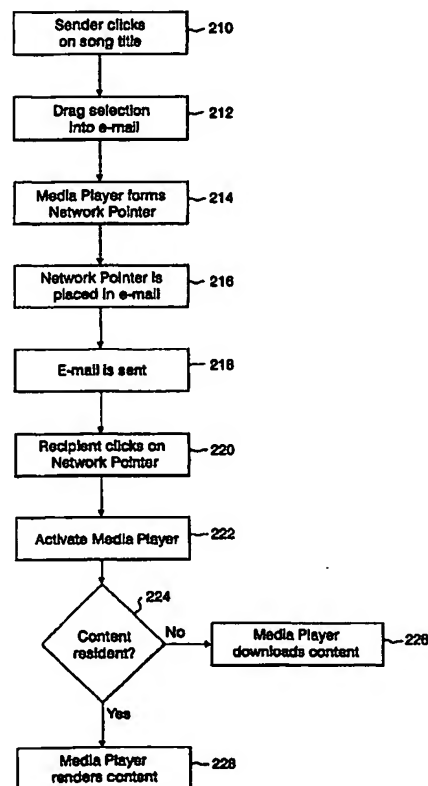 Sender clicks
on song title
210
Drag selection
into e-mail
212
Media Player forms
Network Pointer
214
Network Pointer is
placed in e-mail
216
E-mail is sent
218
Recipient clicks on
Network Pointer
220
Activate Media Player
222
224
Content
resident?
No
Media Player
downloads content
226
Yes
Media Player
renders content
228